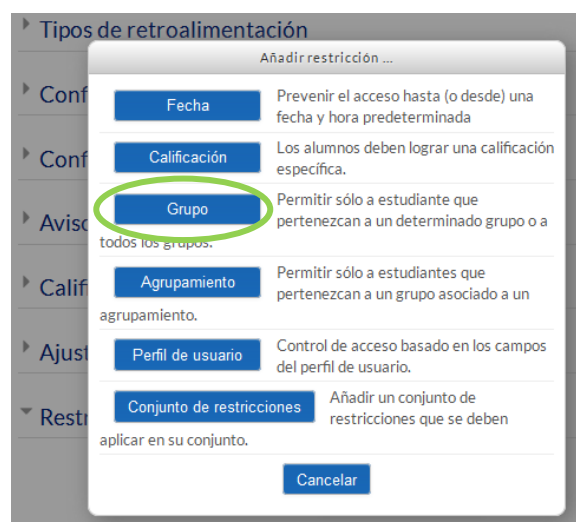 Tipos de retroalimentación
Añadir restricción ...
Conf
Fecha
Prevenir el acceso hasta (o desde) una
fecha y hora predeterminada
Conf
Calificación
Los alumnos deben lograr una calificación
específica.
Aviso
Grupo
Permitir sólo a estudiante que
pertenezcan a un determinado grupo o a
todos los grupos.
Calif
Agrupamiento
Permitir sólo a estudiantes que
pertenezcan a un grupo asociado a un
agrupamiento.
Ajust
Perfil de usuario
Control de acceso basado en los campos
del perfil de usuario.
Restr
Conjunto de restricciones
Añadir un conjunto de
restricciones que se deben
aplicar en su conjunto.
Cancelar